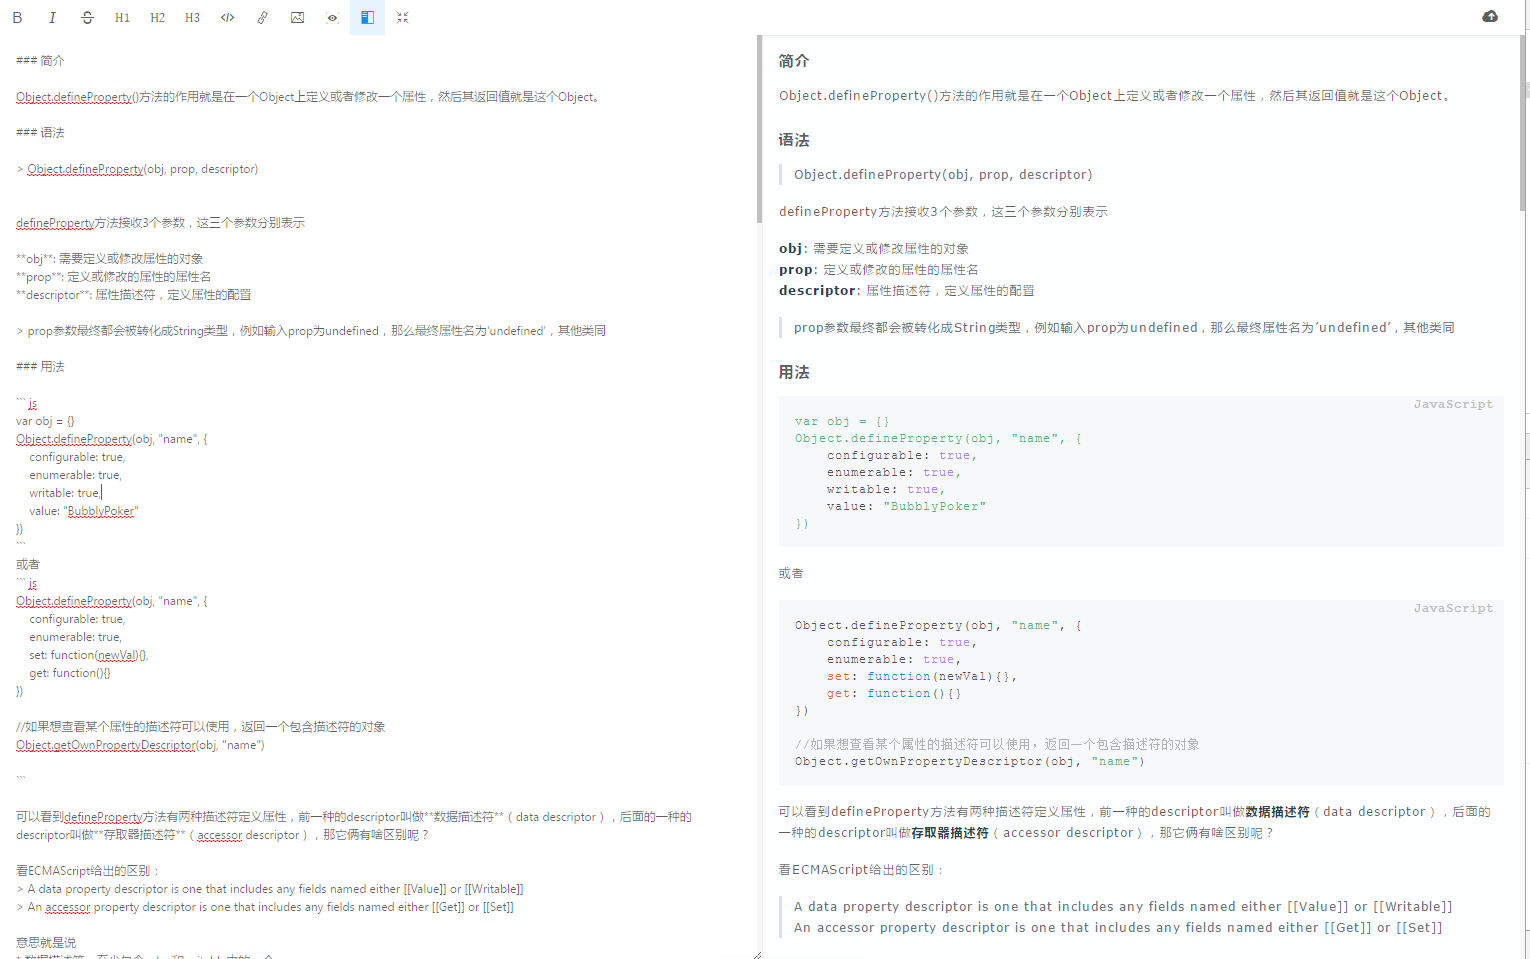 B I S H1 H2 H3 </>
### 简介
Object.defineProperty()方法的作用就是在一个Object上定义或者修改一个属性，然后其返回值就是这个Object。
### 语法
> Object.defineProperty(obj, prop, descriptor)
defineProperty方法接收3个参数，这三个参数分别表示
**obj**: 需要定义或修改属性的对象
**prop**: 定义或修改的属性的属性名
**descriptor**: 属性描述符，定义属性的配置
> prop参数最终都会被转化成String类型，例如输入prop为undefined，那么最终属性名为'undefined'，其他类同
### 用法
``` js
var obj = {}
Object.defineProperty(obj, "name", {
configurable: true,
enumerable: true,
writable: true,
value: "BubblyPoker"
})
```
或者
``` js
Object.defineProperty(obj, "name", {
configurable: true,
enumerable: true,
set: function(newVal){},
get: function(){}
})
//如果想查看某个属性的描述符可以使用，返回一个包含描述符的对象
Object.getOwnPropertyDescriptor(obj, "name")
```
可以看到defineProperty方法有两种描述符定义属性，前一种的descriptor叫做**数据描述符**（data descriptor），后面的一种的
descriptor叫做**存取器描述符**（accessor descriptor），那它俩有啥区别呢？
看ECMAScript给出的区别：
> A data property descriptor is one that includes any fields named either [[Value]] or [[Writable]]
> An accessor property descriptor is one that includes any fields named either [[Get]] or [[Set]]
意思就是说
简介
Object.defineProperty()方法的作用就是在一个Object上定义或者修改一个属性，然后其返回值就是这个Object。
语法
Object.defineProperty(obj, prop, descriptor)
defineProperty方法接收3个参数，这三个参数分别表示
obj: 需要定义或修改属性的对象
prop: 定义或修改的属性的属性名
descriptor: 属性描述符，定义属性的配置
prop参数最终都会被转化成String类型，例如输入prop为undefined，那么最终属性名为’undefined’，其他类同
用法
JavaScript
var obj = {}
Object.defineProperty(obj, "name", {
configurable: true,
enumerable: true,
writable: true,
value: "BubblyPoker"
})
或者
JavaScript
Object.defineProperty(obj, "name", {
configurable: true,
enumerable: true,
set: function(newVal){},
get: function(){}
})
//如果想查看某个属性的描述符可以使用，返回一个包含描述符的对象
Object.getOwnPropertyDescriptor(obj, "name")
可以看到defineProperty方法有两种描述符定义属性，前一种的descriptor叫做数据描述符（data descriptor），后面的
一种的descriptor叫做存取器描述符（accessor descriptor），那它俩有啥区别呢？
看ECMAScript给出的区别：
A data property descriptor is one that includes any fields named either [[Value]] or [[Writable]]
An accessor property descriptor is one that includes any fields named either [[Get]] or [[Set]]